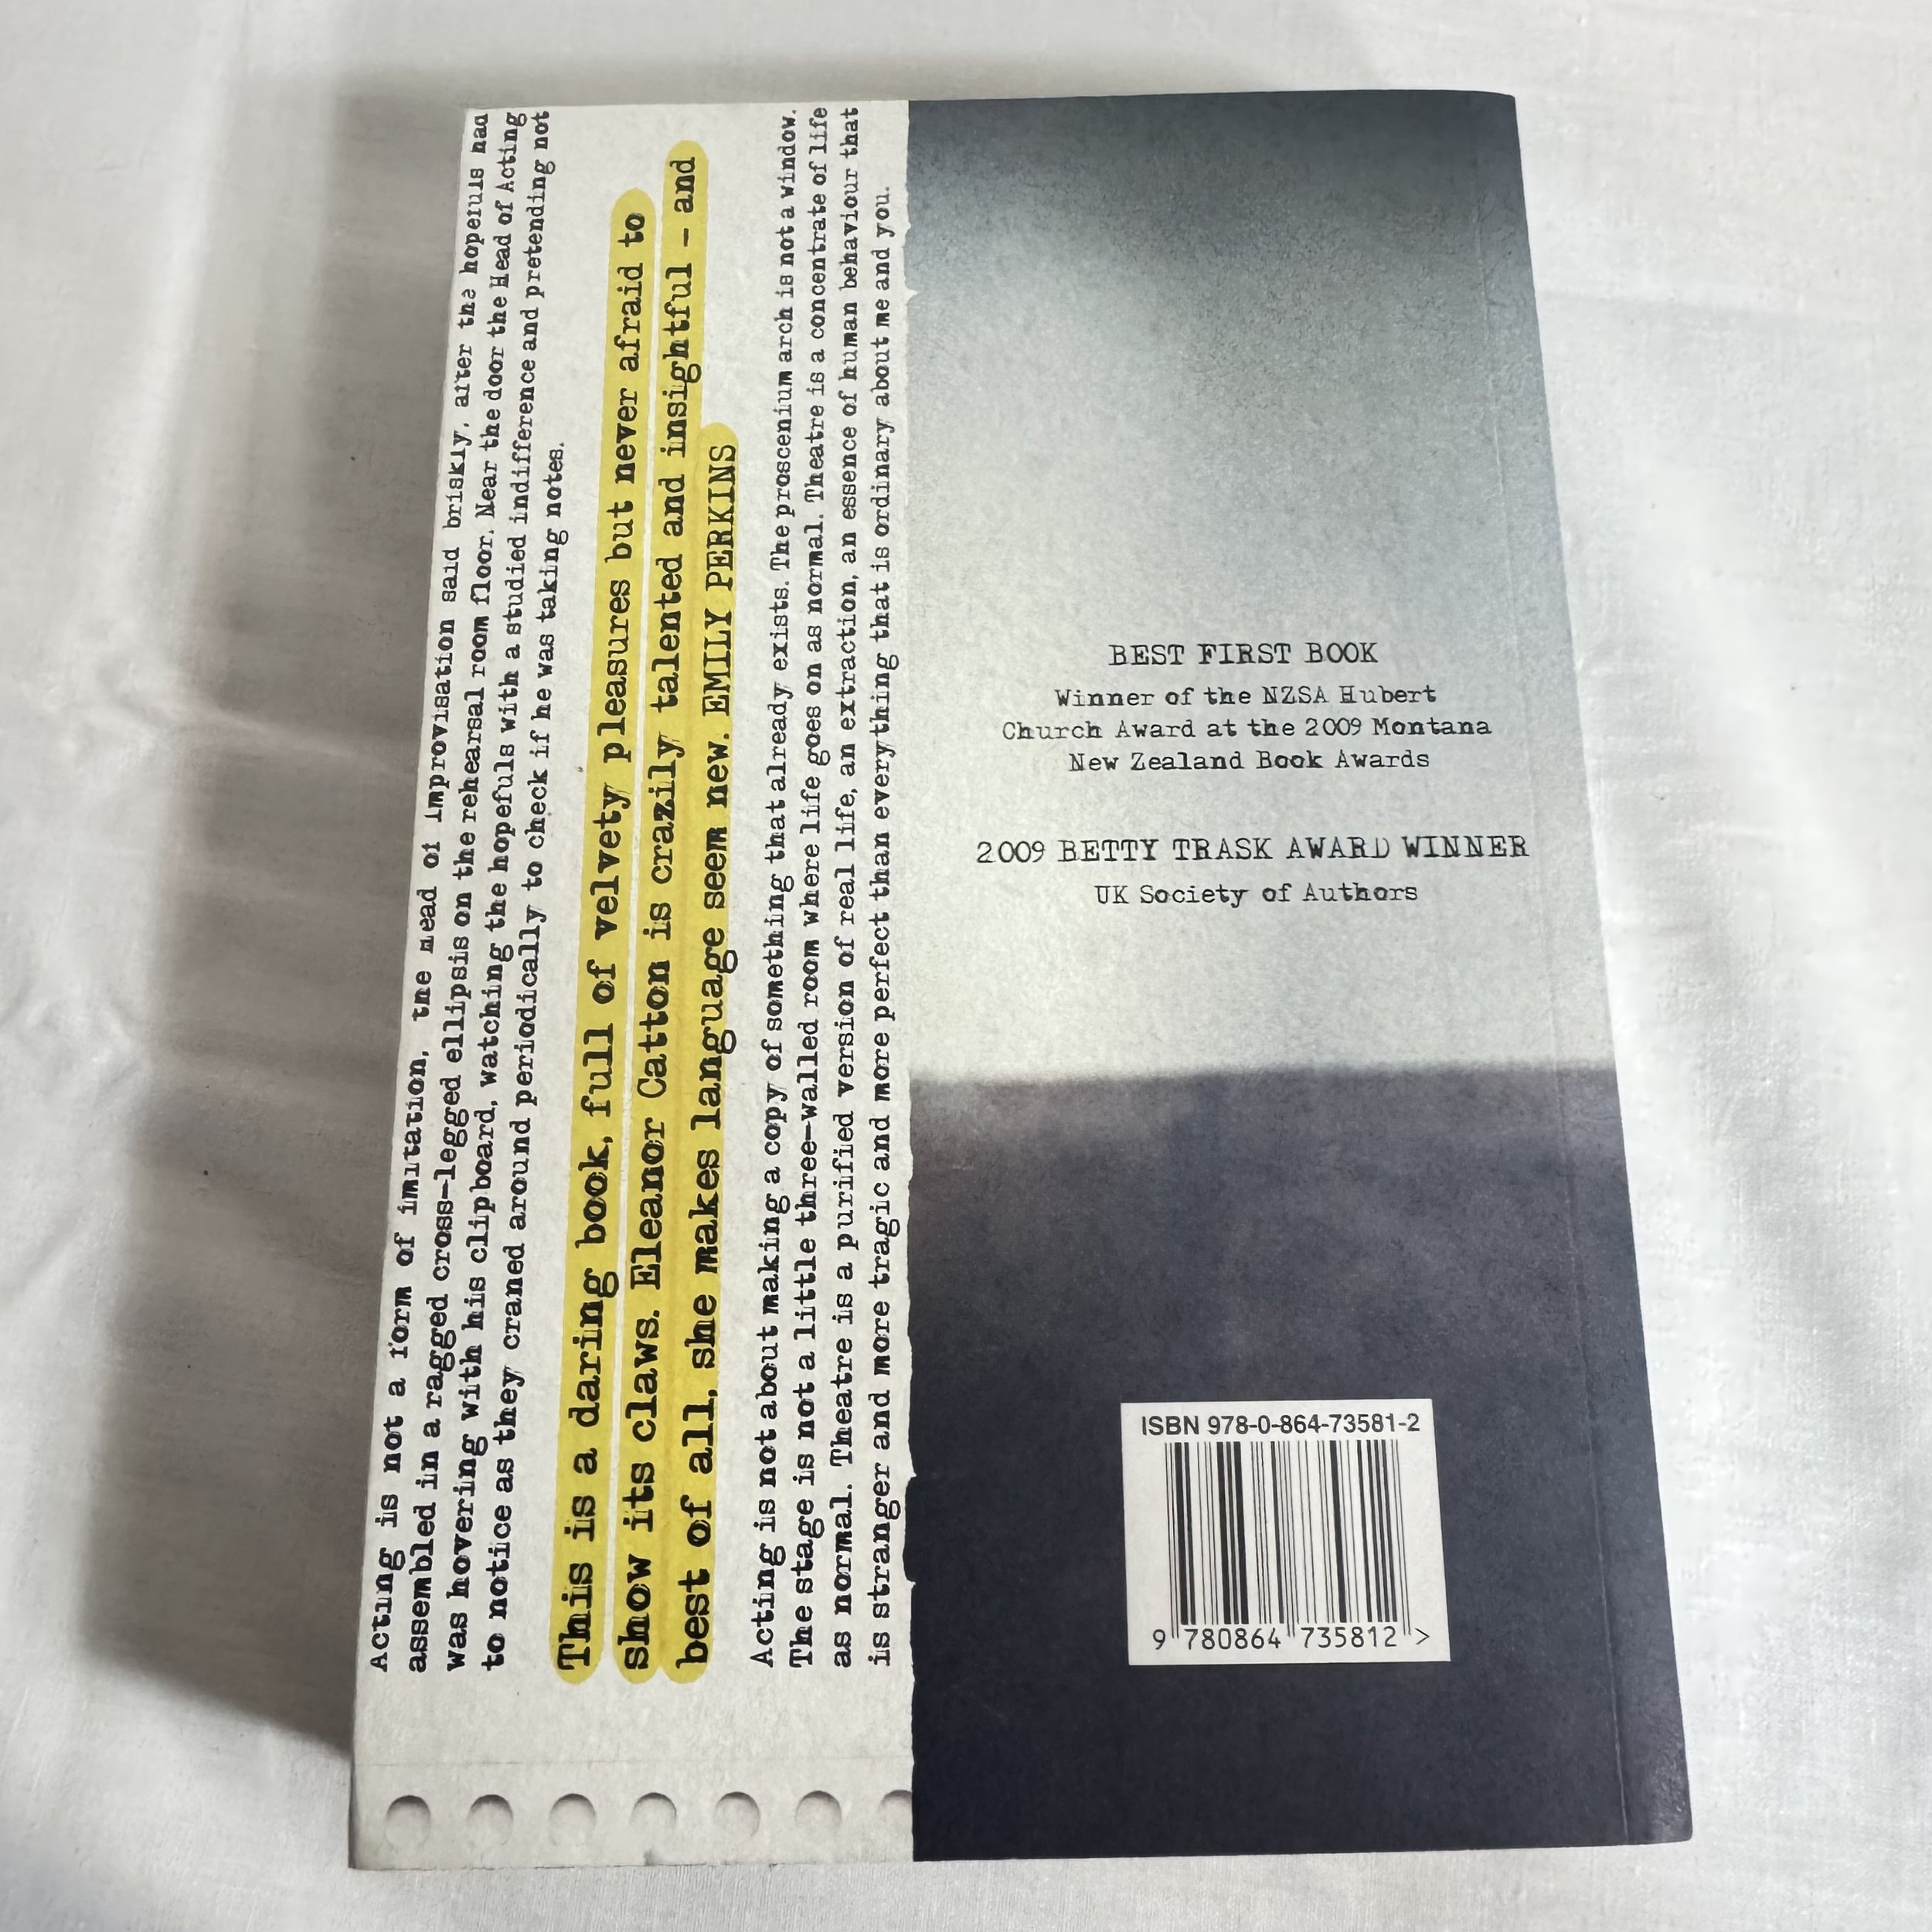 Acting is not a form of imitation, the Head of Improvisation said briskly, after the hopefuls had
assembled in a ragged cross-legged ellipsis on the rehearsal room floor. Near the door the Head of Acting
was hovering with his clipboard, watching the hopefuls with a studied indifference and pretending not
to notice as they craned around periodically to check if he was taking notes.
This is a daring book, full of velvety pleasures but never afraid to
show its claws. Eleanor Catton is crazily talented and insightful – and
best of all, she makes language seem new. EMILY PERKINS
Acting is not about making a copy of something that already exists. The proscenium arch is not a window.
The stage is not a little three-walled room where life goes on as normal. Theatre is a concentrate of life
as normal. Theatre is a purified version of real life, an extraction, an essence of human behaviour that
is stranger and more tragic and more perfect than everything that is ordinary about me and you.
BEST FIRST BOOK
Winner of the NZSA Hubert
Church Award at the 2009 Montana
New Zealand Book Awards
2009 BETTY TRASK AWARD WINNER
UK Society of Authors
ISBN 978-0-864-73581-2
9 780864 735812 >